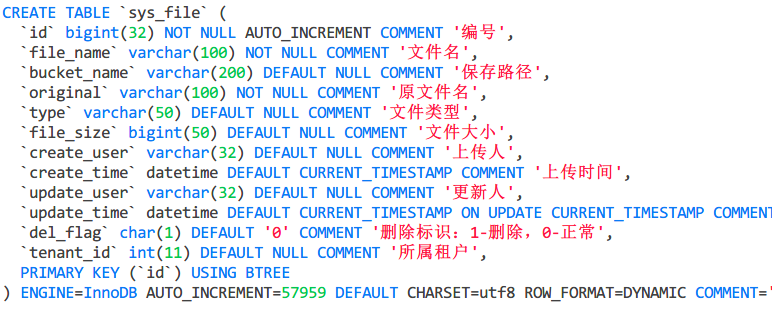 CREATE TABLE `sys_file` (
  `id` bigint(32) NOT NULL AUTO_INCREMENT COMMENT '编号',
  `file_name` varchar(100) NOT NULL COMMENT '文件名',
  `bucket_name` varchar(200) DEFAULT NULL COMMENT '保存路径',
  `original` varchar(100) NOT NULL COMMENT '原文件名',
  `type` varchar(50) DEFAULT NULL COMMENT '文件类型',
  `file_size` bigint(50) DEFAULT NULL COMMENT '文件大小',
  `create_user` varchar(32) DEFAULT NULL COMMENT '上传人',
  `create_time` datetime DEFAULT CURRENT_TIMESTAMP COMMENT '上传时间',
  `update_user` varchar(32) DEFAULT NULL COMMENT '更新人',
  `update_time` datetime DEFAULT CURRENT_TIMESTAMP ON UPDATE CURRENT_TIMESTAMP COMMENT
  `del_flag` char(1) DEFAULT '0' COMMENT '删除标识：1-删除，0-正常',
  `tenant_id` int(11) DEFAULT NULL COMMENT '所属租户',
  PRIMARY KEY (`id`) USING BTREE
) ENGINE=InnoDB AUTO_INCREMENT=57959 DEFAULT CHARSET=utf8 ROW_FORMAT=DYNAMIC COMMENT='